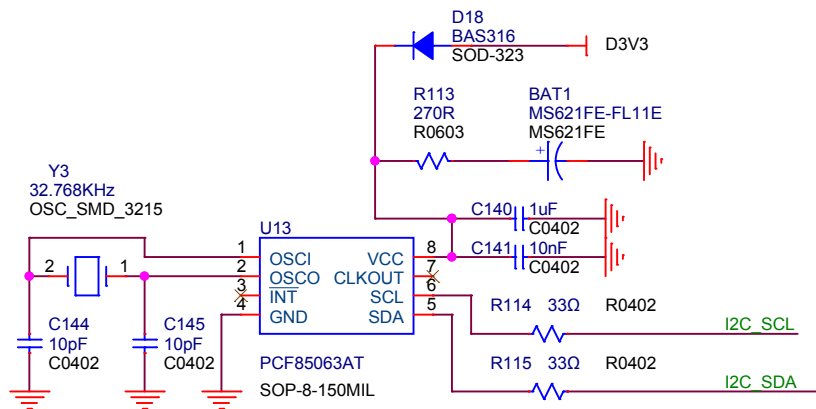 D18
BAS316
SOD-323
D3V3
R113
270R
R0603
BAT1
MS621FE-FL11E
MS621FE
+
Y3
32.768KHz
OSC_SMD_3215
2 1
C144
10pF
C0402
C145
10pF
C0402
U13
1 OSCI
2 OSCO
3 INT
4 GND
VCC 8
CLKOUT 7
SCL 6
SDA 5
PCF85063AT
SOP-8-150MIL
C140 1uF
C0402
C141 10nF
C0402
R114 33Ω R0402
I2C_SCL
R115 33Ω R0402
I2C_SDA